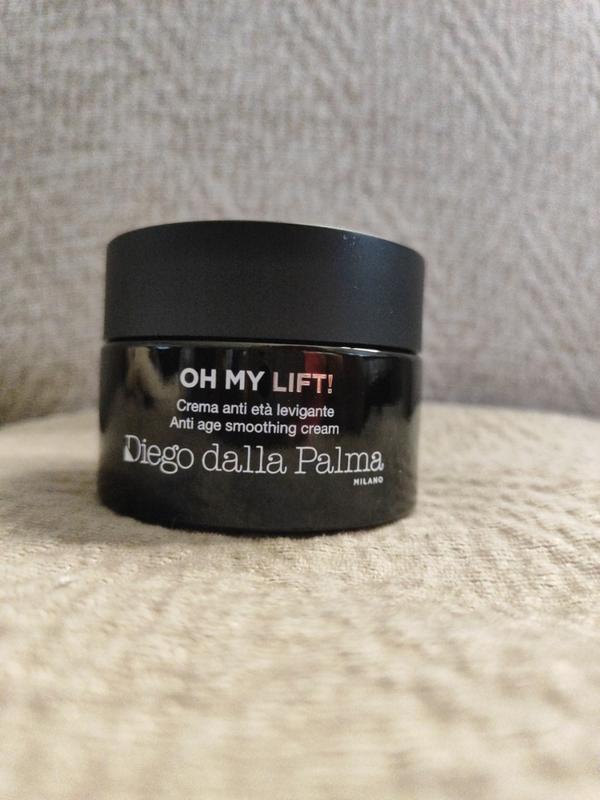 OH MY LIFT!
Crema anti età levigante
Anti age smoothing cream
Diego dalla Palma
MILANO